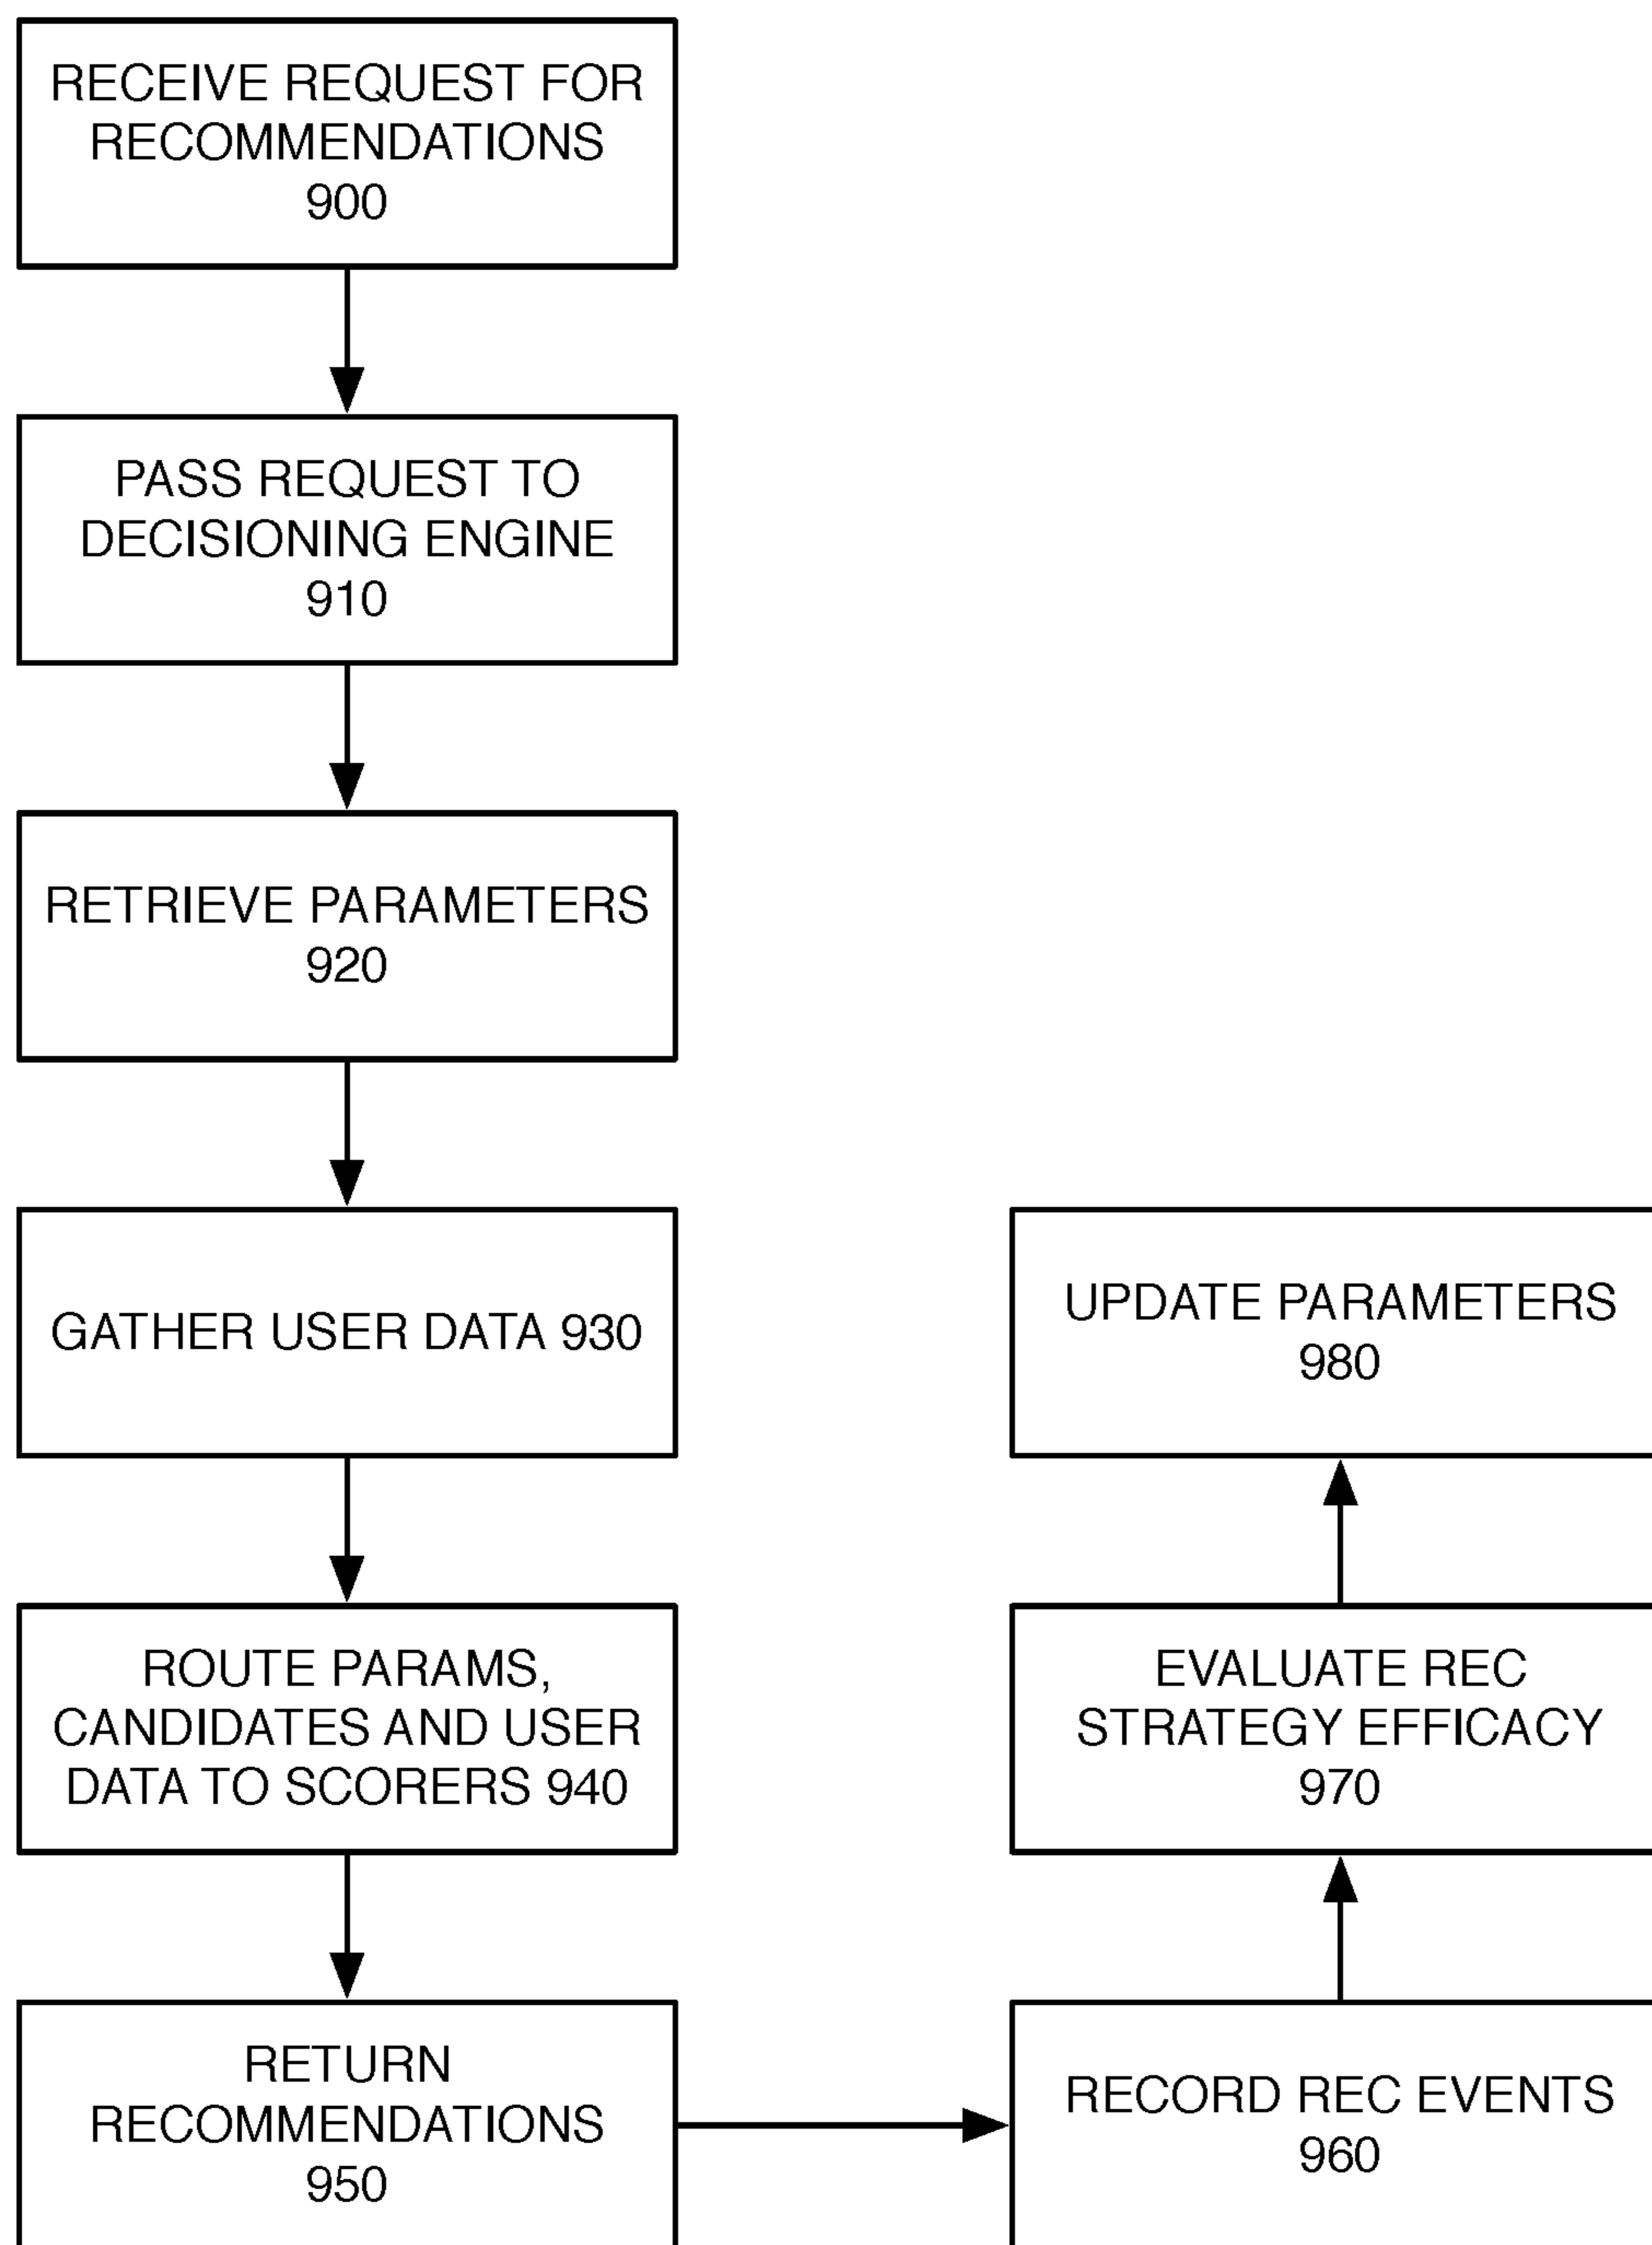 RECEIVE REQUEST FOR
RECOMMENDATIONS
900
PASS REQUEST TO
DECISIONING ENGINE
910
RETRIEVE PARAMETERS
920
GATHER USER DATA 930
ROUTE PARAMS,
CANDIDATES AND USER
DATA TO SCORERS 940
RETURN
RECOMMENDATIONS
950
RECORD REC EVENTS
960
EVALUATE REC
STRATEGY EFFICACY
970
UPDATE PARAMETERS
980